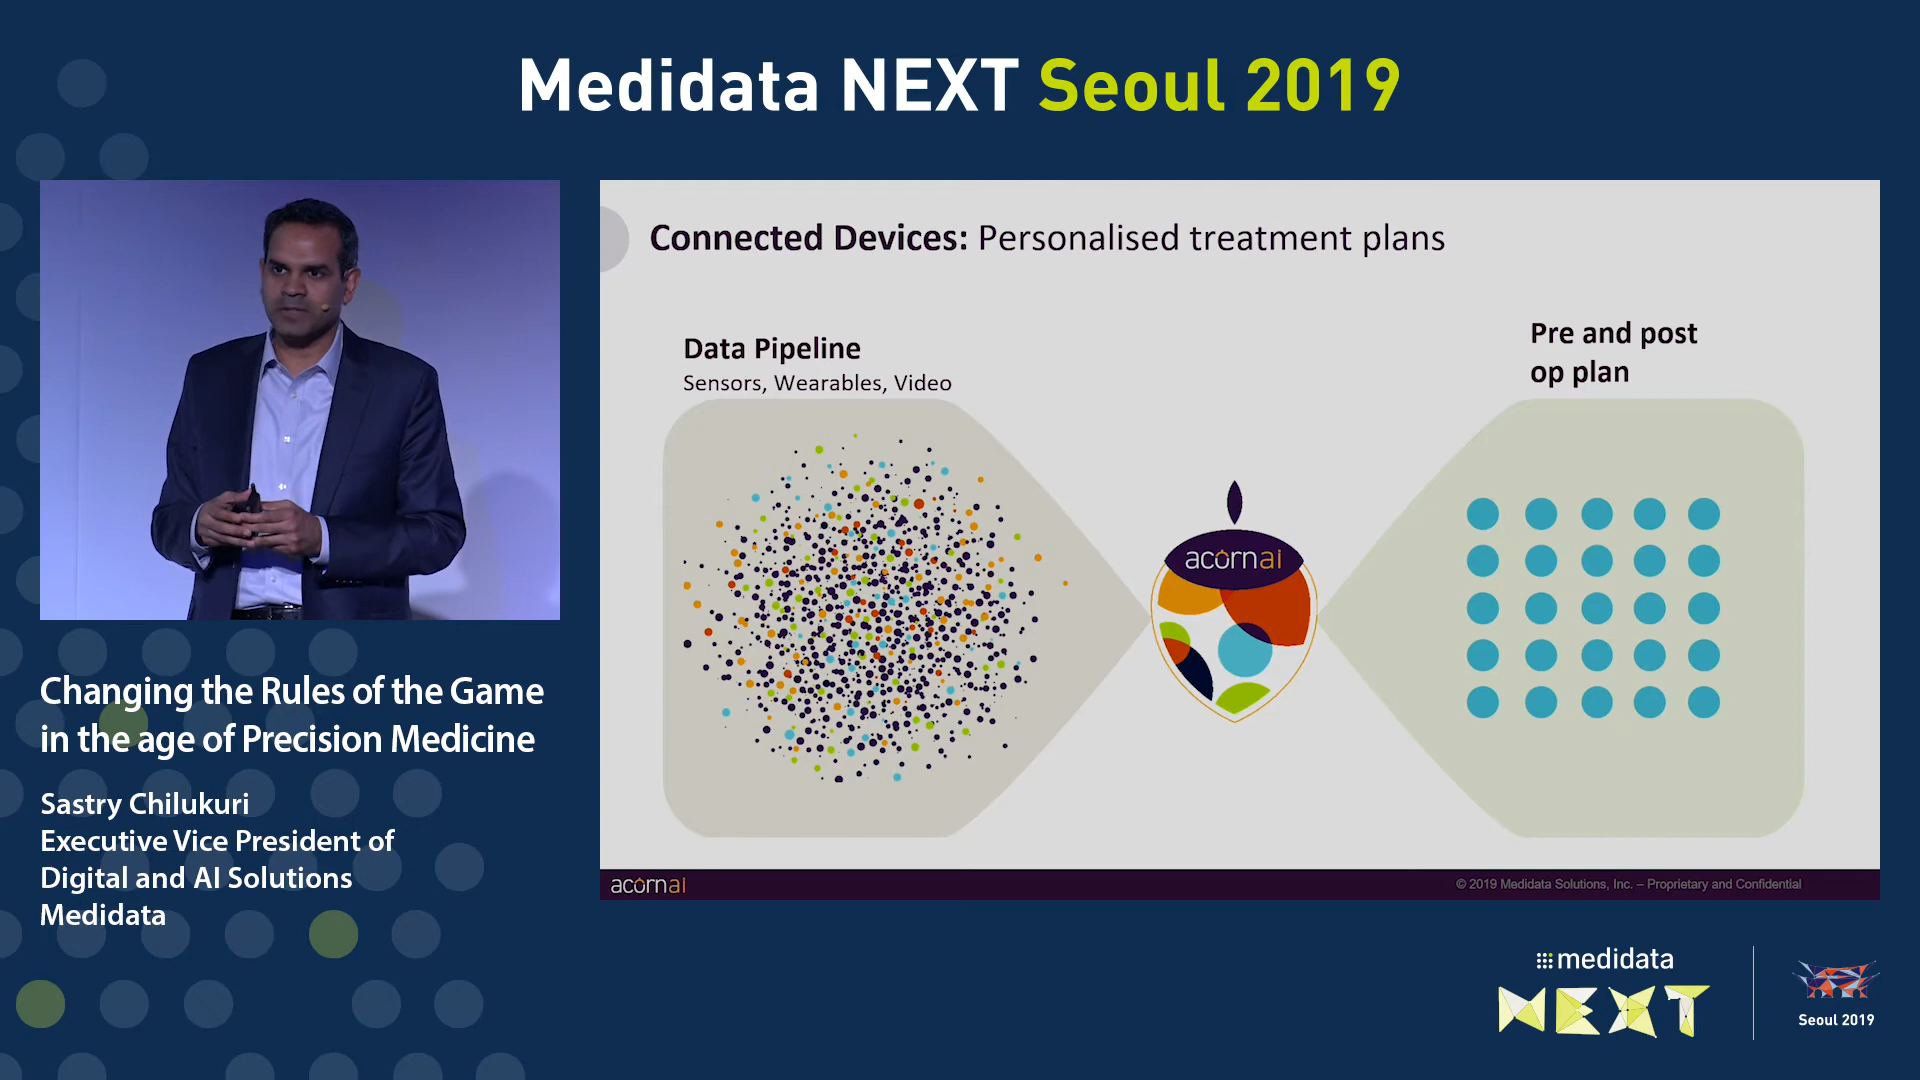 Medidata NEXT Seoul 2019
Connected Devices: Personalised treatment plans
Data Pipeline
Sensors, Wearables, Video
Pre and post
op plan
acornai
acornai
© 2019 Medidata Solutions, Inc. – Proprietary and Confidential
Changing the Rules of the Game
in the age of Precision Medicine
Sastry Chilukuri
Executive Vice President of
Digital and AI Solutions
Medidata
medidata
NEXT
Seoul 2019